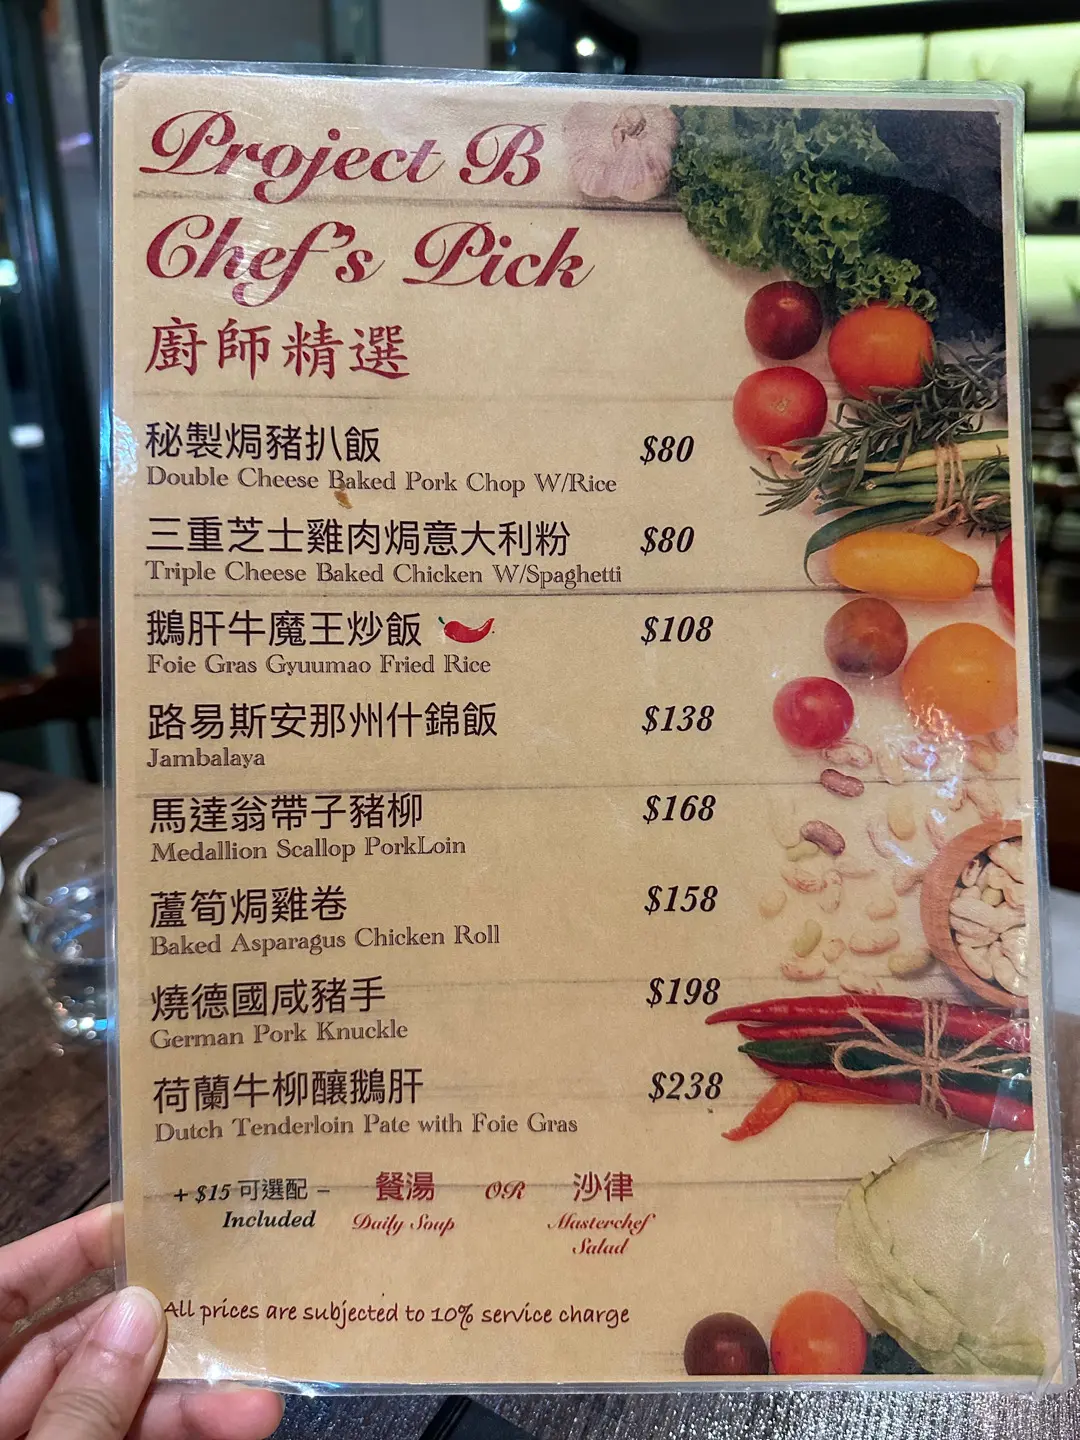 Project B
Chef's Pick
廚師精選
秘製焗豬扒飯 $80
Double Cheese Baked Pork Chop W/Rice
三重芝士雞肉焗意大利粉 $80
Triple Cheese Baked Chicken W/Spaghetti
鵝肝牛魔王炒飯 $108
Foie Gras Gyuumao Fried Rice
路易斯安那州什錦飯 $138
Jambalaya
馬達翁帶子豬柳 $168
Medallion Scallop PorkLoin
蘆筍焗雞卷 $158
Baked Asparagus Chicken Roll
燒德國咸豬手 $198
German Pork Knuckle
荷蘭牛柳釀鵝肝 $238
Dutch Tenderloin Pate with Foie Gras
+ $15 可選配 – 餐湯 OR 沙律
Included Daily Soup Masterchef
Salad
All prices are subjected to 10% service charge